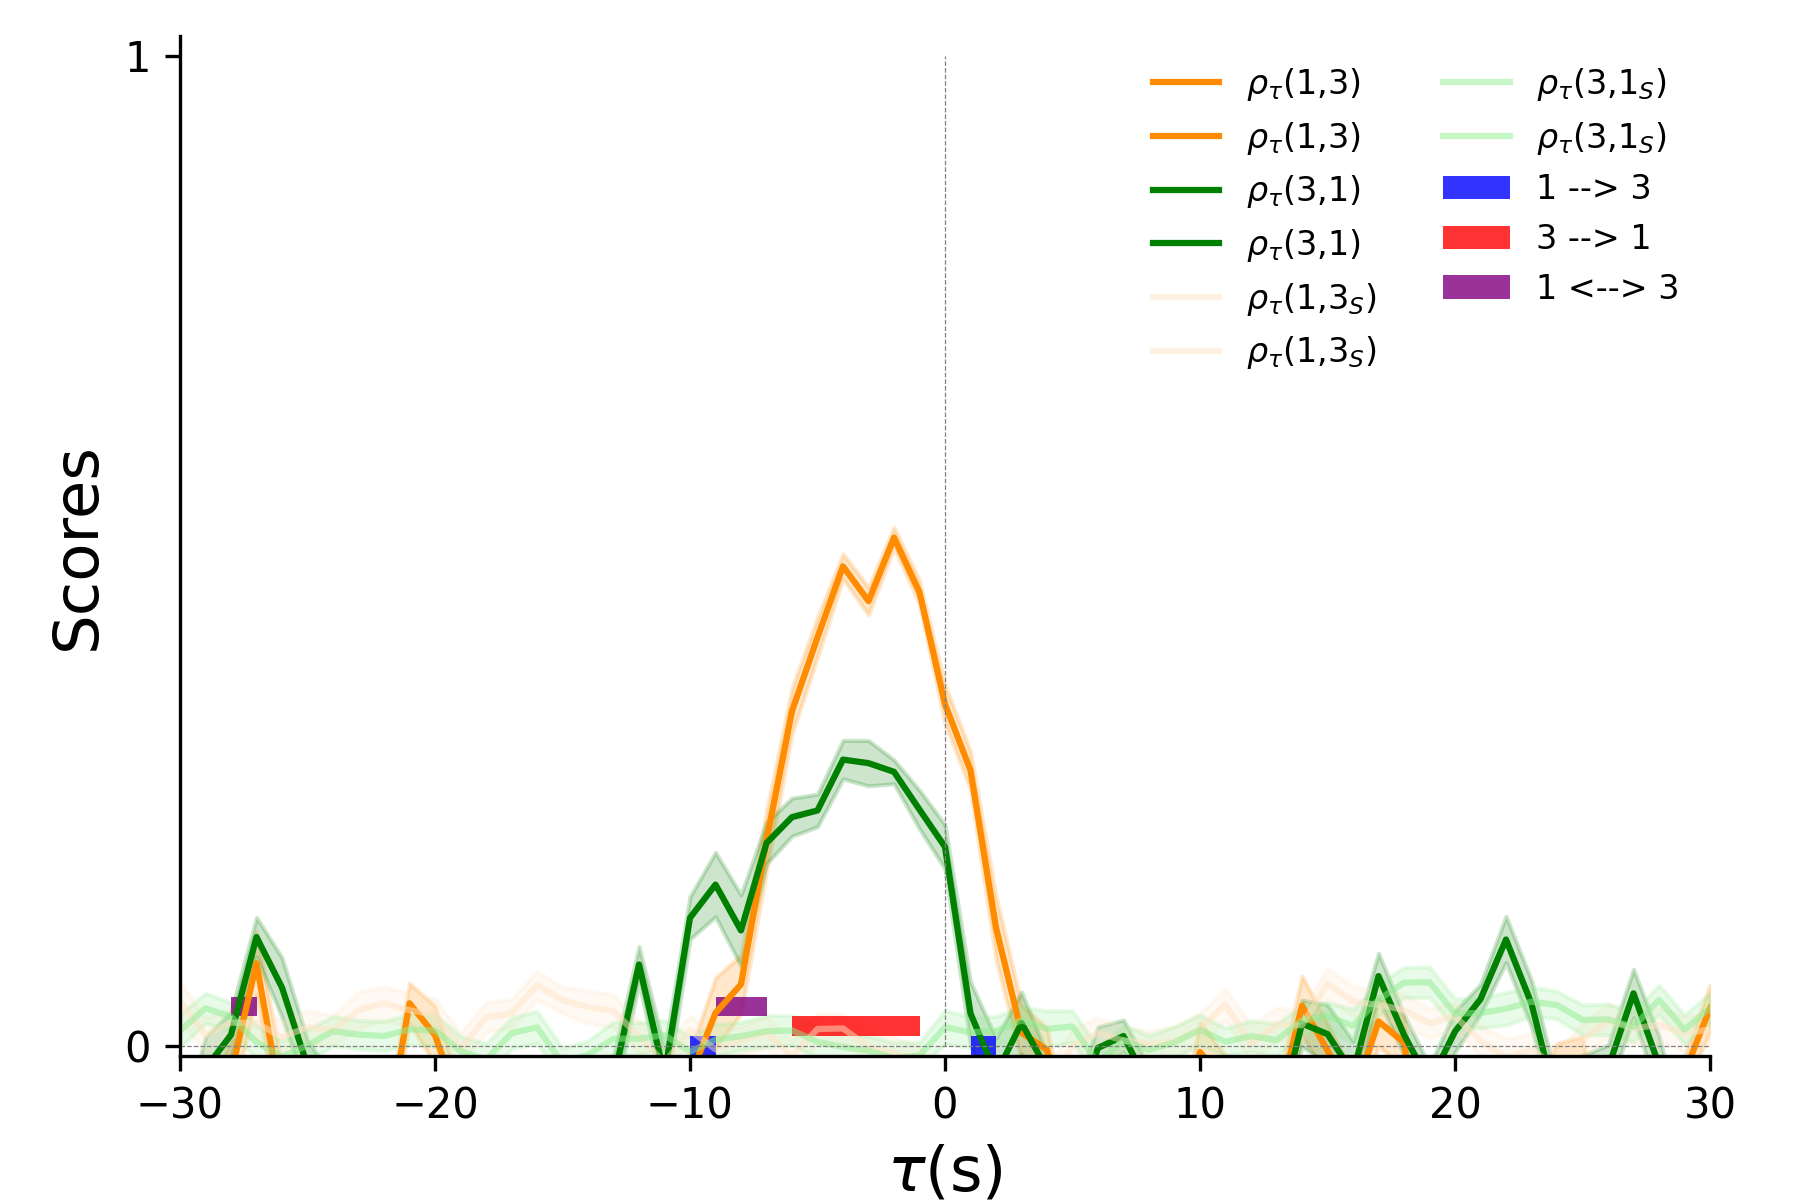 1
ρτ(1,3)
ρτ(1,3)
ρτ(3,1)
ρτ(3,1)
ρτ(1,3S)
ρτ(1,3S)
ρτ(3,1S)
ρτ(3,1S)
1 --> 3
3 --> 1
1 <--> 3
Scores
0
−30 −20 −10 0 10 20 30
τ(s)